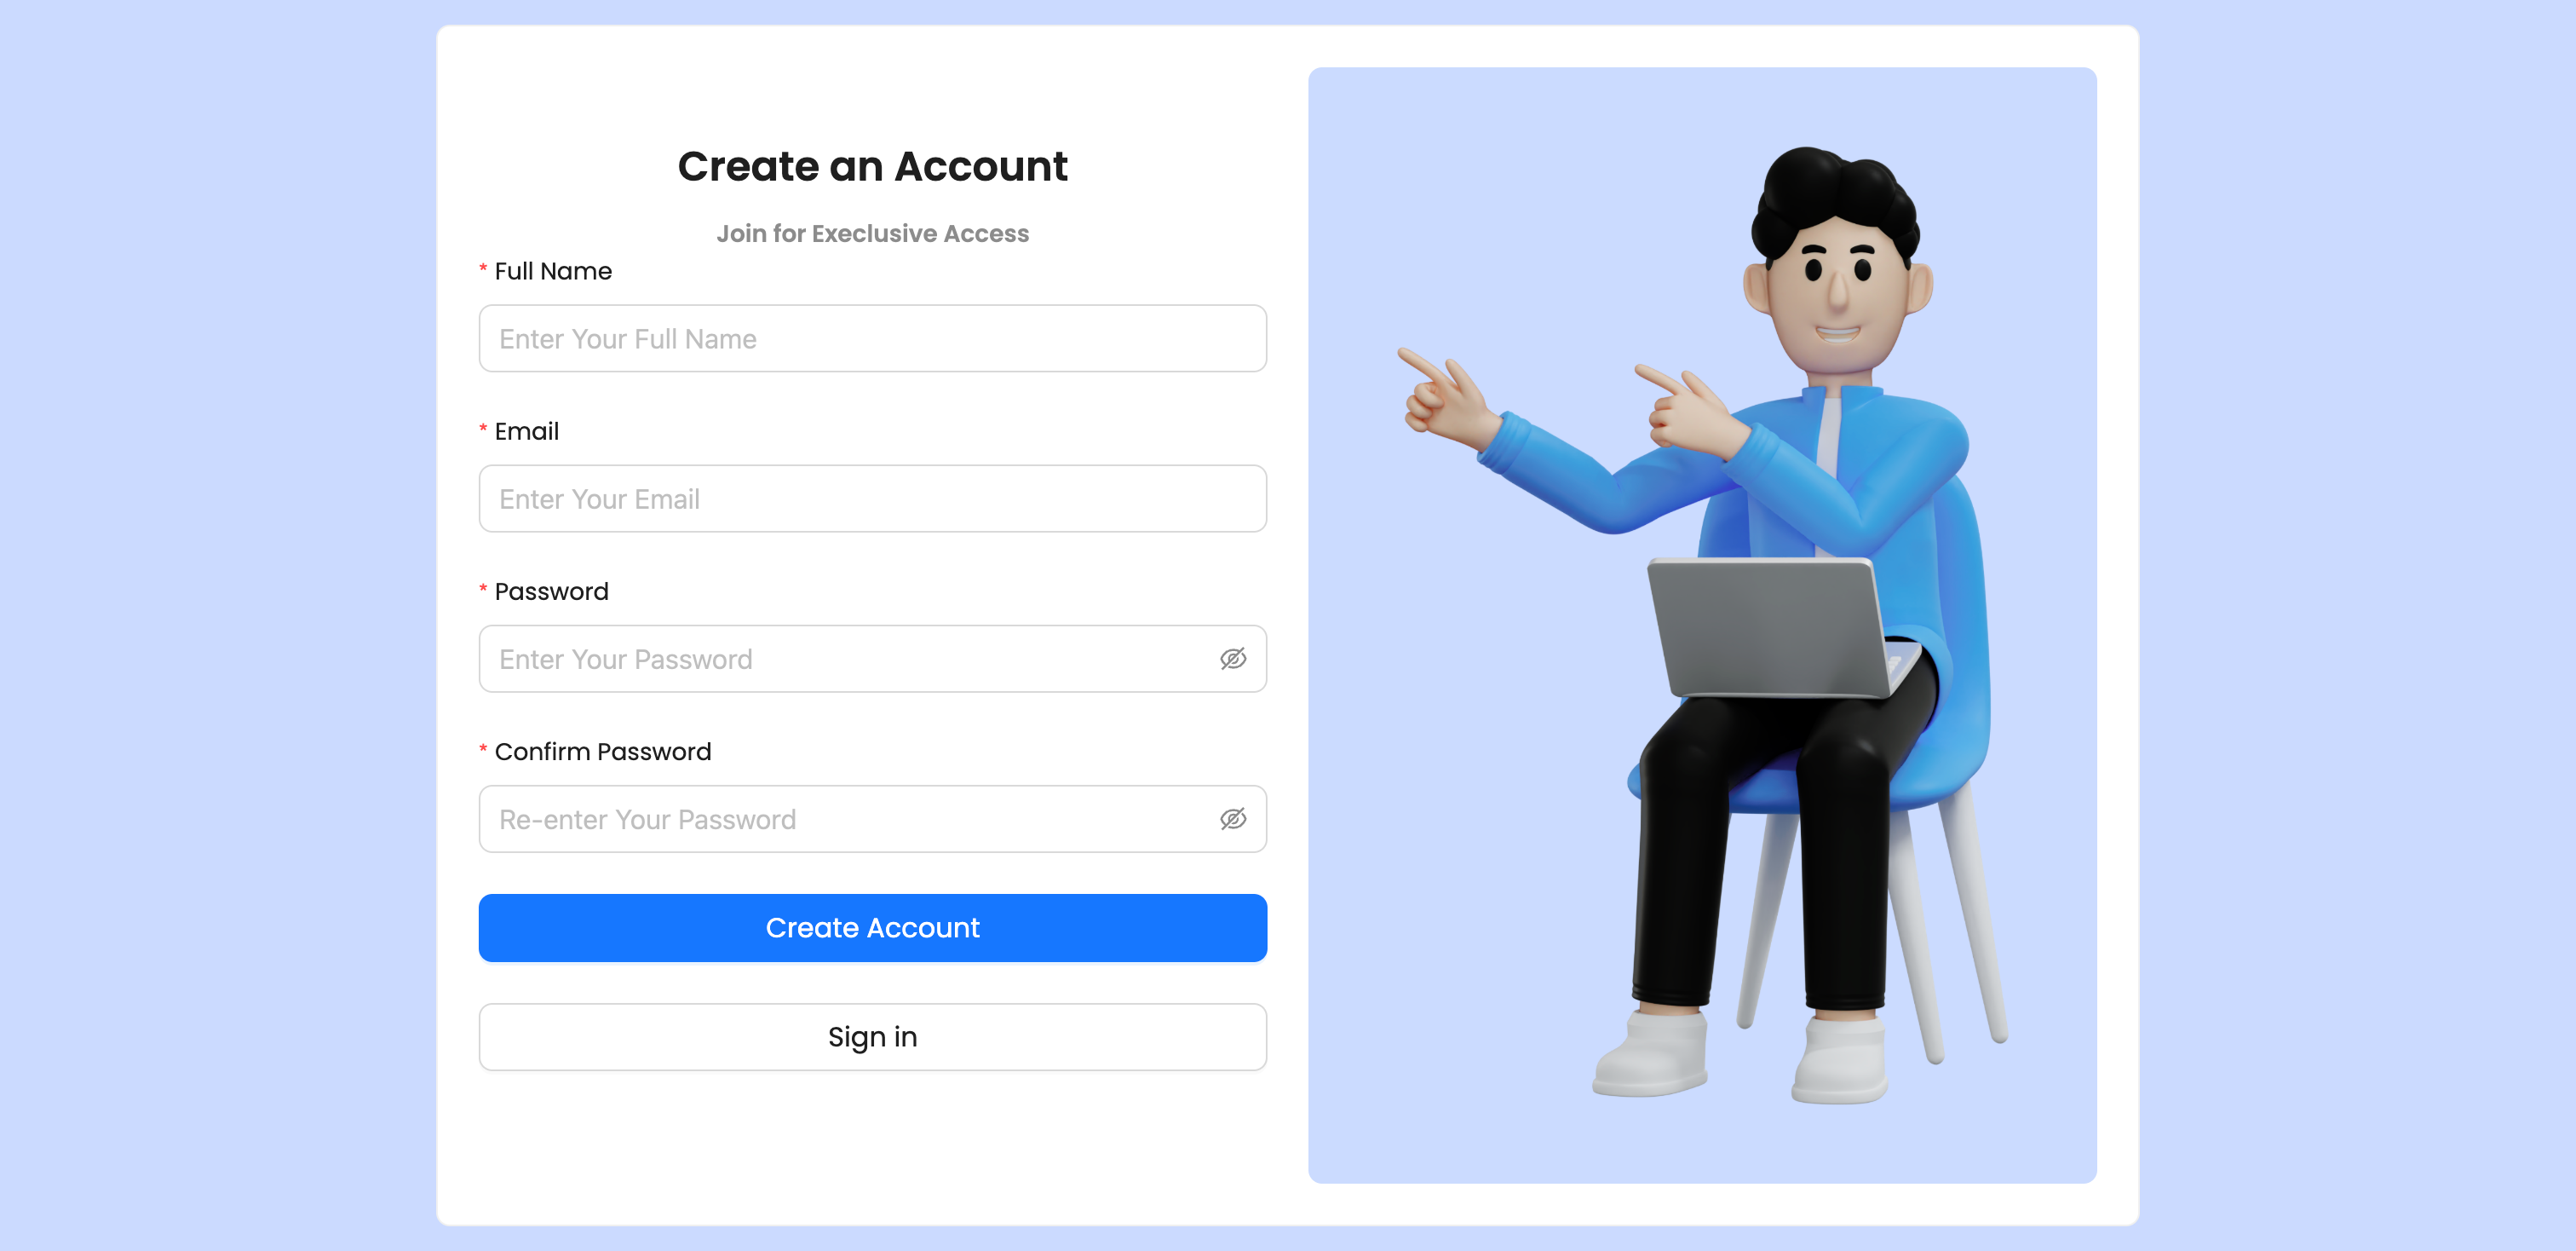 Create an Account
Join for Execlusive Access
* Full Name
Enter Your Full Name
* Email
Enter Your Email
* Password
Enter Your Password
* Confirm Password
Re-enter Your Password
Create Account
Sign in